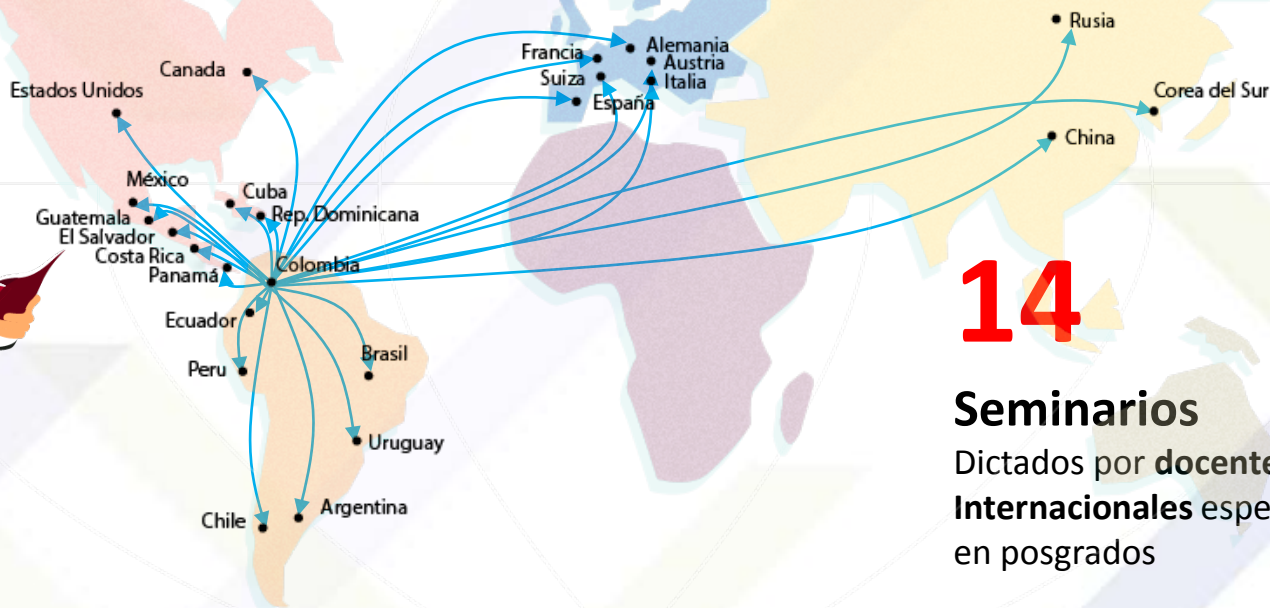 Rusia
Alemania
Francia
Austria
Canada
Suiza
Italia
Estados Unidos
Corea del Sur
España
China
México
Cuba
Guatemala
Rep. Dominicana
El Salvador
Costa Rica
Colombia
Panamá
14
Ecuador
Brasil
Peru
Seminarios
Uruguay
Dictados por
Internacionales
Argentina
Chile
en posgrados